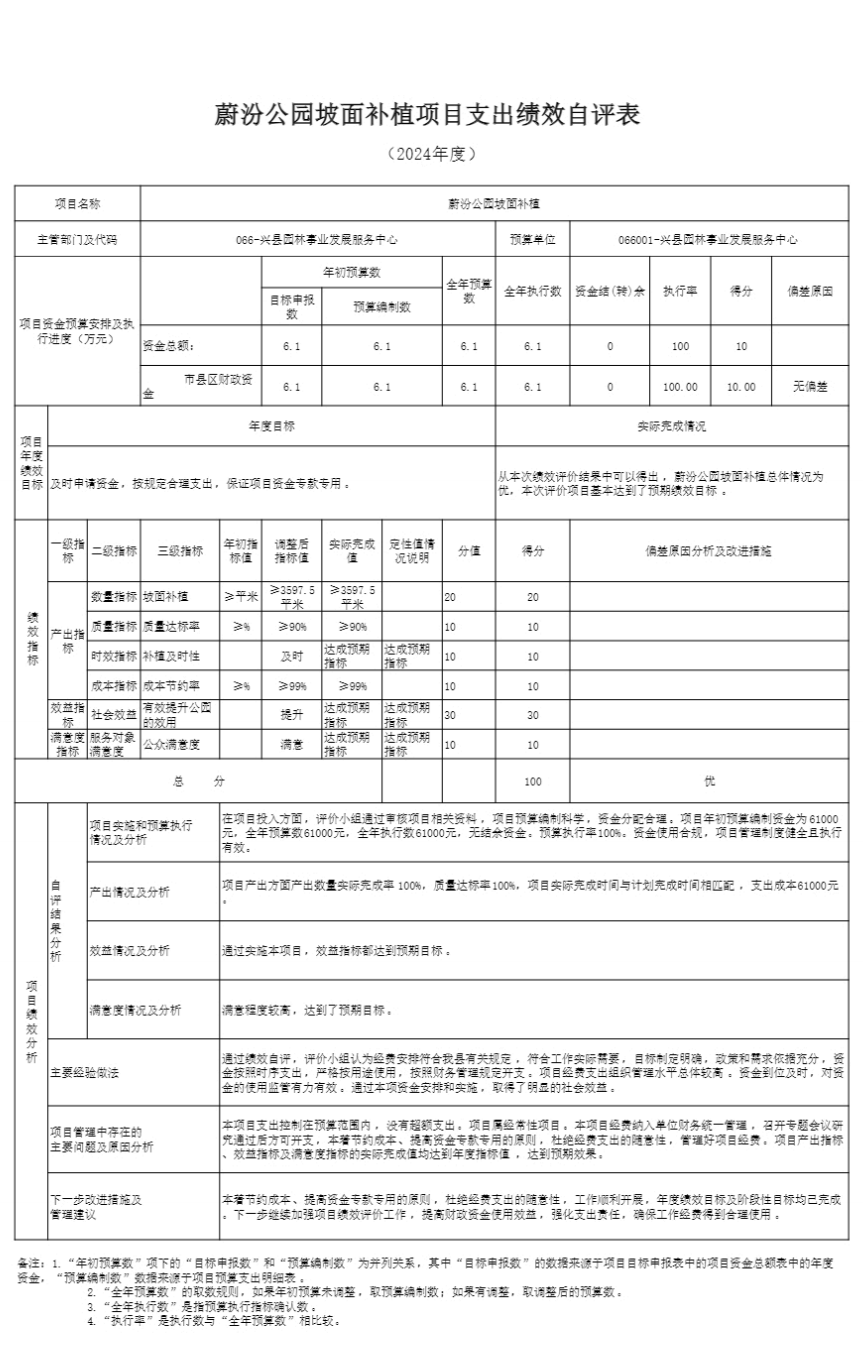 蔚汾公园坡面补植项目支出绩效自评表
（2024年度）
项目名称 蔚汾公园坡面补植
主管部门及代码 066-兴县园林事业发展服务中心 预算单位 066001-兴县园林事业发展服务中心
项目资金预算安排及执
行进度（万元）
年初预算数 全年预算
数 全年执行数 资金结(转)余 执行率 得分 偏差原因
目标申报
数 预算编制数
资金总额： 6.1 6.1 6.1 6.1 0 100 10
市县区财政资
金 6.1 6.1 6.1 6.1 0 100.00 10.00 无偏差
项目
年度
绩效
目标
年度目标 实际完成情况
及时申请资金，按规定合理支出，保证项目资金专款专用。
从本次绩效评价结果中可以得出，蔚汾公园坡面补植总体情况为
优，本次评价项目基本达到了预期绩效目标。
绩
效
指
标
一级指
标 二级指标 三级指标 年初指
标值 调整后
指标值 实际完成
值 定性值情
况说明 分值 得分 偏差原因分析及改进措施
产出指
标
数量指标 坡面补植 ≥平米 ≥3597.5
平米 ≥3597.5
平米 20 20
质量指标 质量达标率 ≥% ≥90% ≥90% 10 10
时效指标 补植及时性 及时 达成预期
指标 达成预期
指标 10 10
成本指标 成本节约率 ≥% ≥99% ≥99% 10 10
效益指
标 社会效益 有效提升公园
的效用 提升 达成预期
指标 达成预期
指标 30 30
满意度
指标 服务对象
满意度 公众满意度 满意 达成预期
指标 达成预期
指标 10 10
总 分 100 优
项
目
绩
效
分
析
自
评
结
果
分
析
项目实施和预算执行
情况及分析
在项目投入方面，评价小组通过审核项目相关资料，项目预算编制科学，资金分配合理。项目年初预算编制资金为61000
元，全年预算数61000元，全年执行数61000元，无结余资金。预算执行率100%。资金使用合规，项目管理制度健全且执行
有效。
产出情况及分析
项目产出方面产出数量实际完成率 100%，质量达标率100%，项目实际完成时间与计划完成时间相匹配，支出成本61000元
。
效益情况及分析 通过实施本项目，效益指标都达到预期目标。
满意度情况及分析 满意程度较高，达到了预期目标。
主要经验做法
通过绩效自评，评价小组认为经费安排符合我县有关规定，符合工作实际需要，目标制定明确，政策和需求依据充分，资
金按照时序支出，严格按用途使用，按照财务管理规定开支。项目经费支出组织管理水平总体较高。资金到位及时，对资
金的使用监管有力有效。通过本项资金安排和实施，取得了明显的社会效益。
项目管理中存在的
主要问题及原因分析
本项目支出控制在预算范围内，没有超额支出。项目属经常性项目。本项目经费纳入单位财务统一管理，召开专题会议研
究通过后方可开支，本着节约成本、提高资金专款专用的原则，杜绝经费支出的随意性，管理好项目经费。项目产出指标
、效益指标及满意度指标的实际完成值均达到年度指标值，达到预期效果。
下一步改进措施及
管理建议
本着节约成本、提高资金专款专用的原则，杜绝经费支出的随意性，工作顺利开展，年度绩效目标及阶段性目标均已完成
。下一步继续加强项目绩效评价工作，提高财政资金使用效益，强化支出责任，确保工作经费得到合理使用。
备注：1.“年初预算数”项下的“目标申报数”和“预算编制数”为并列关系，其中“目标申报数”的数据来源于项目目标申报表中的项目资金总额表中的年度
资金，“预算编制数”数据来源于项目预算支出明细表。
2.“全年预算数”的取数规则，如果年初预算未调整，取预算编制数；如果有调整，取调整后的预算数。
3.“全年执行数”是指预算执行指标确认数。
4.“执行率”是执行数与“全年预算数”相比较。